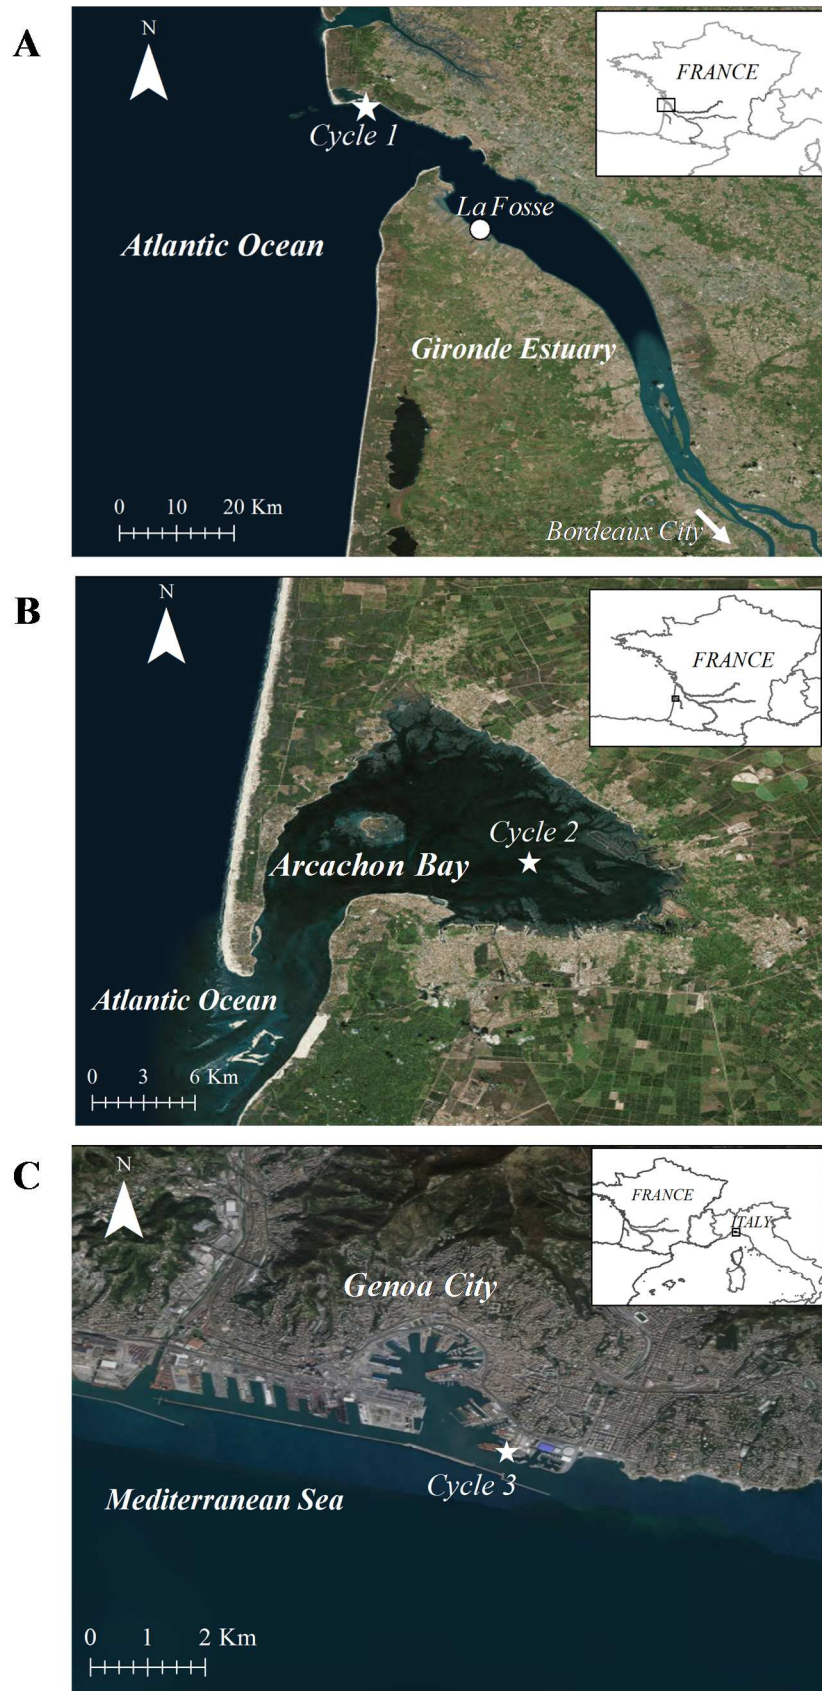 A
N
FRANCE
Cycle 1
La Fosse
Atlantic Ocean
Gironde Estuary
0 10 20 Km
Bordeaux City
B
N
FRANCE
Cycle 2
Arcachon Bay
Atlantic Ocean
0 3 6 Km
C
N
FRANCE
ITALY
Genoa City
Cycle 3
Mediterranean Sea
0 1 2 Km